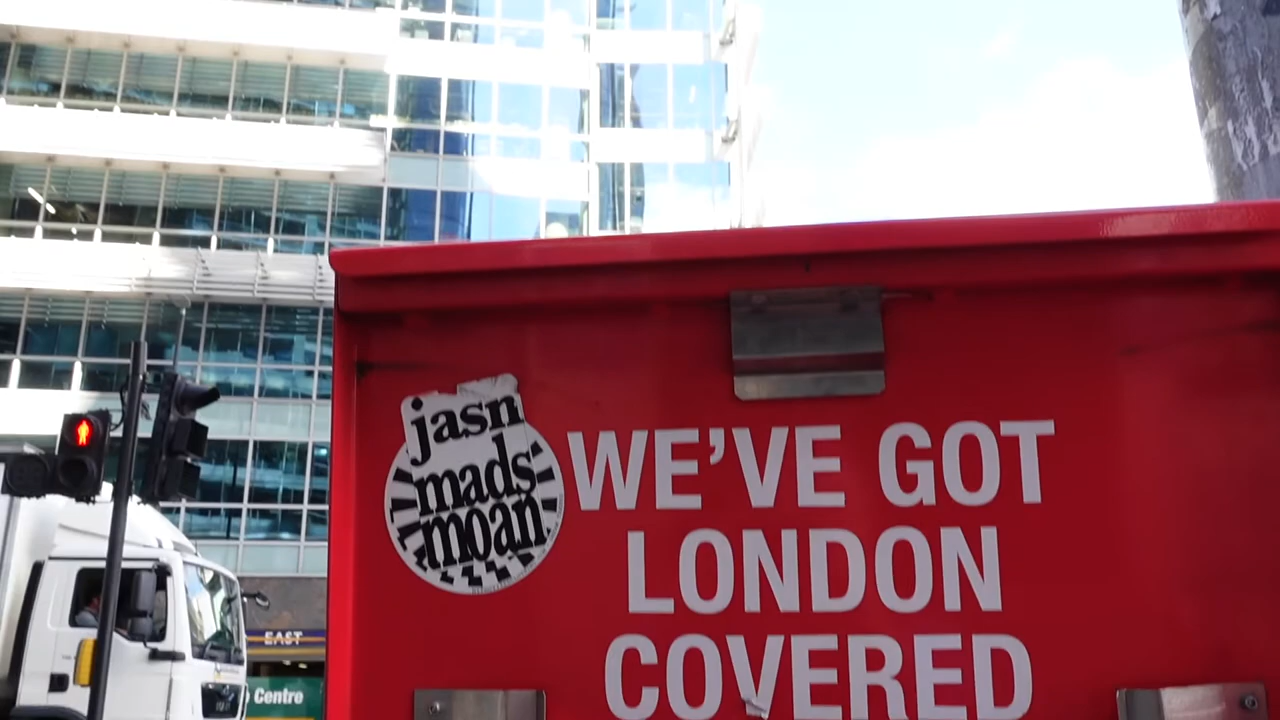 jasn
mads
moan
WE'VE GOT
LONDON
COVERED
EAST
Centre